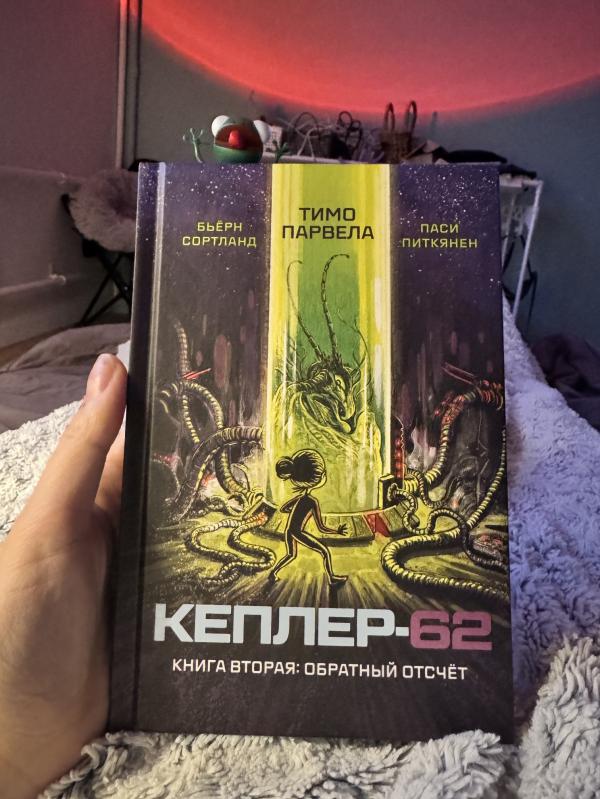 БЬЁРН
СОРТЛАНД
ТИМО
ПАРВЕЛА
ПАСИ
ПИТКЯНЕН
КЕПЛЕР-62
КНИГА ВТОРАЯ: ОБРАТНЫЙ ОТСЧЁТ